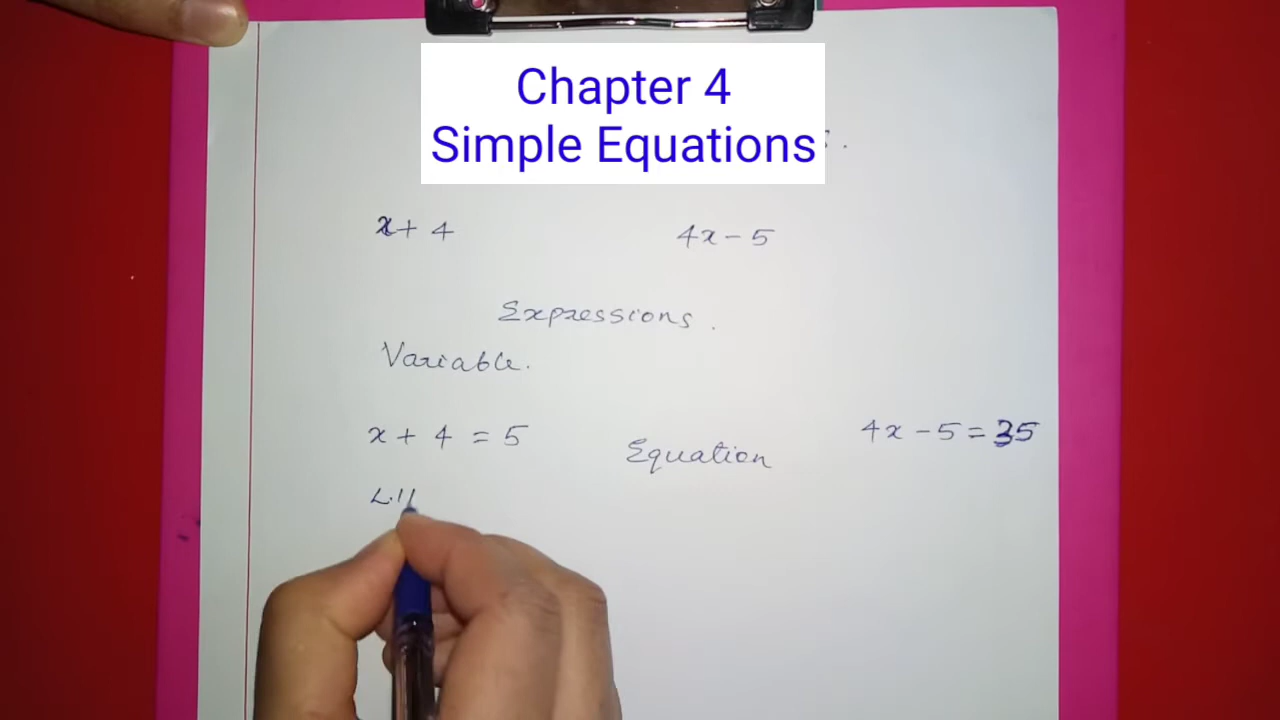 Chapter 4
Simple Equations
x + 4
4x - 5
Expressions.
Variable.
x + 4 = 5
Equation
4x - 5 = 35